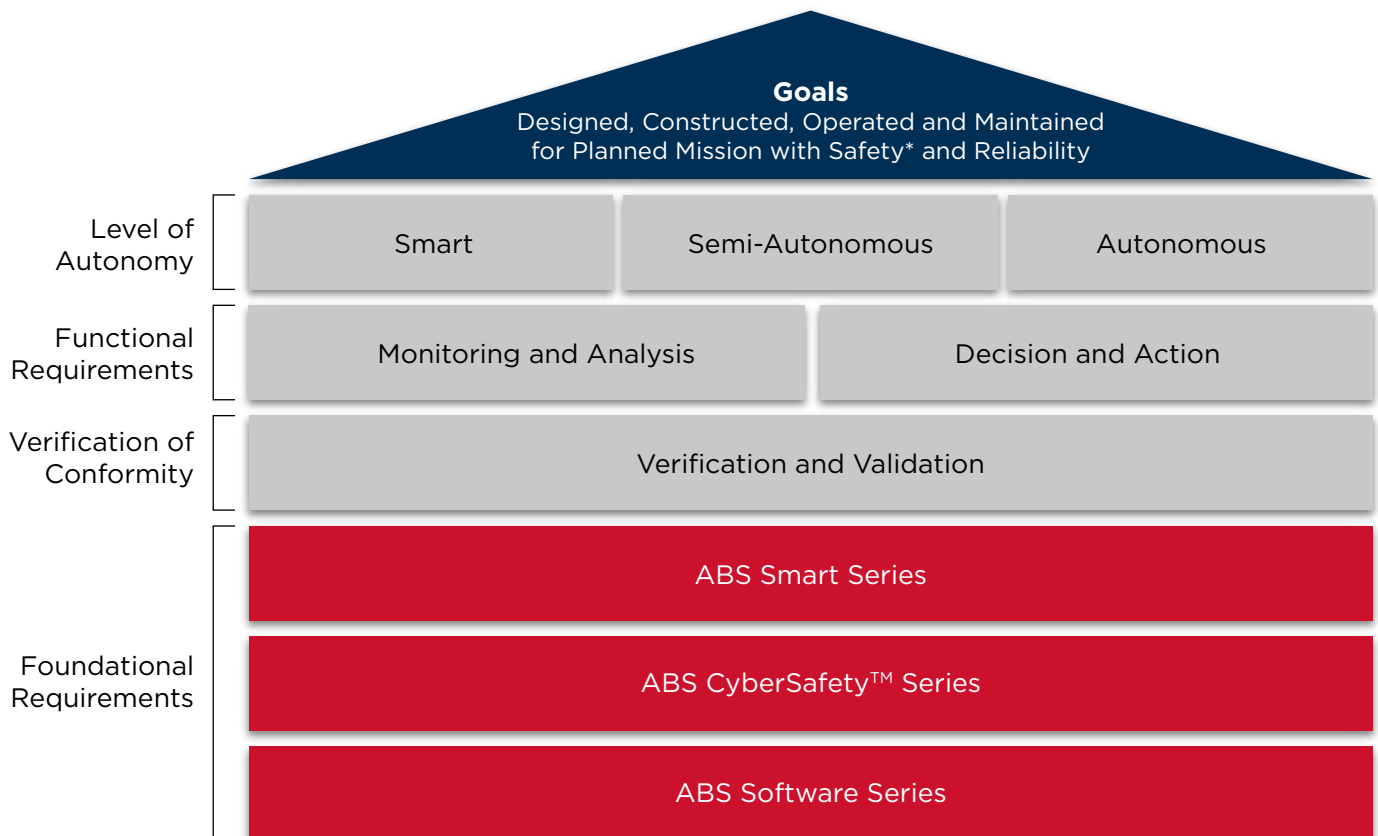 Goals
Designed, Constructed, Operated and Maintained
for Planned Mission with Safety* and Reliability
Level of
Autonomy
Smart
Semi-Autonomous
Autonomous
Functional
Requirements
Monitoring and Analysis
Decision and Action
Verification of
Conformity
Verification and Validation
Foundational
Requirements
ABS Smart Series
ABS CyberSafety™ Series
ABS Software Series